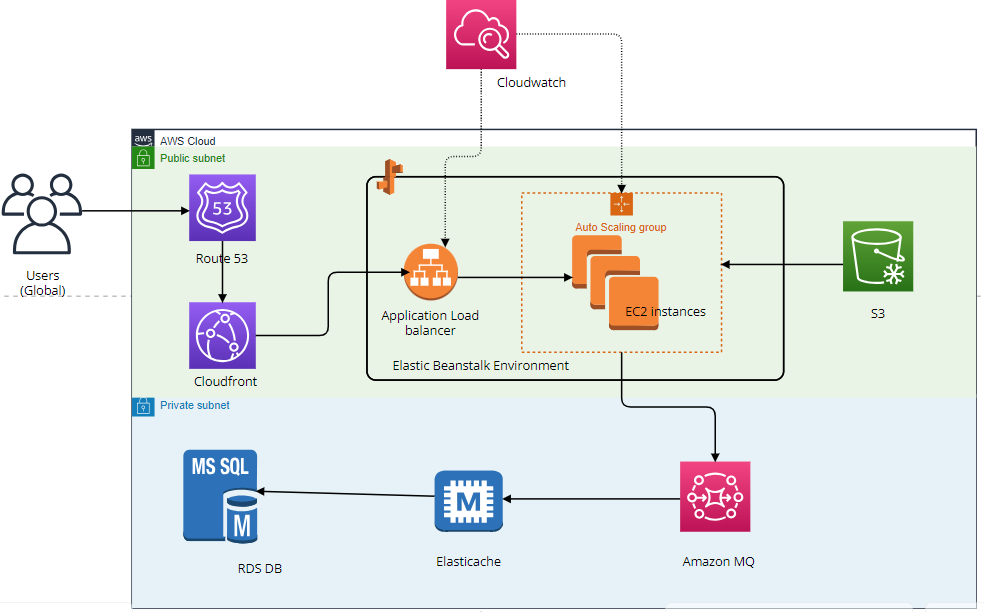 Cloudwatch
aws
AWS Cloud
Public subnet
53
Route 53
Users
(Global)
Auto Scaling group
EC2 instances
Application Load
balancer
Elastic Beanstalk Environment
S3
Cloudfront
Private subnet
MS SQL
M
RDS DB
M
Elasticache
Amazon MQ